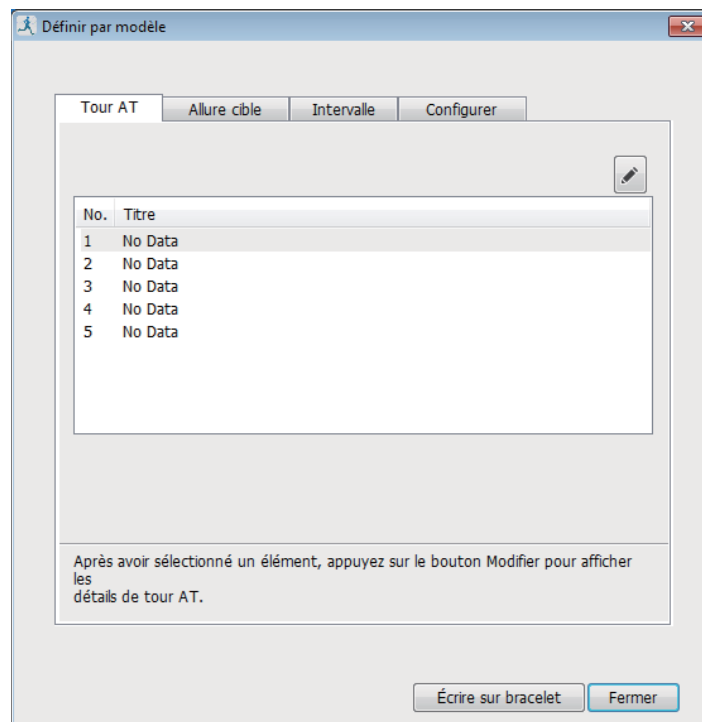 Définir par modèle
Tour AT Allure cible Intervalle Configurer
No. Titre
1 No Data
2 No Data
3 No Data
4 No Data
5 No Data
Après avoir sélectionné un élément, appuyez sur le bouton Modifier pour afficher
les
détails de tour AT.
Écrire sur bracelet Fermer